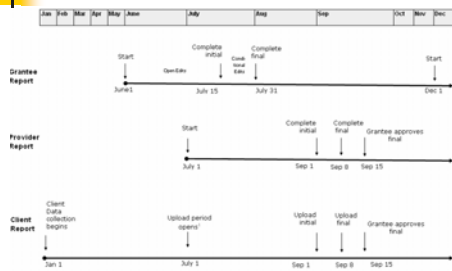 Jan Feb Mar Apr May June July Aug Sep Oct Nov Dec
Start
Complete
initial
Complete
final
Start
Grantee
Report
Open Edits
Condi
tional
Edits
June1
July 15
July 31
Dec 1
Start
Complete
initial
Complete
final
Grantee approves
final
Provider
Report
July 1
Sep 1
Sep 8
Sep 15
Client
Data
collection
begins
Upload period
opens
Upload
initial
Upload
final
Grantee approves
final
Client
Report
Jan 1
July 1
Sep 1
Sep 8
Sep 15